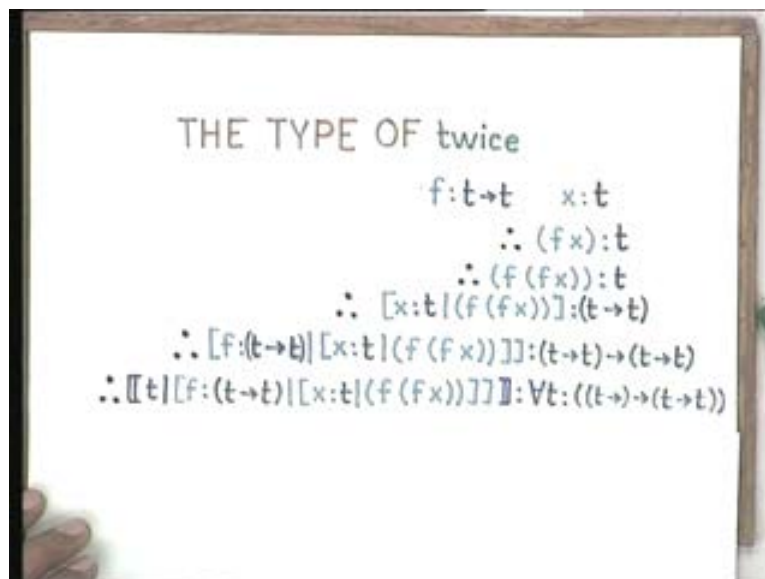 THE TYPE OF twice
f:t→t x:t
∴ (fx):t
∴ (f(fx)):t
∴ [x:t|(f(fx))]:(t→t)
∴ [f:(t→t)|[x:t|(f(fx))]]:(t→t)→(t→t)
∴ ⟦t|[f:(t→t)|[x:t|(f(fx))]]⟧:∀t:((t→)→(t→t))